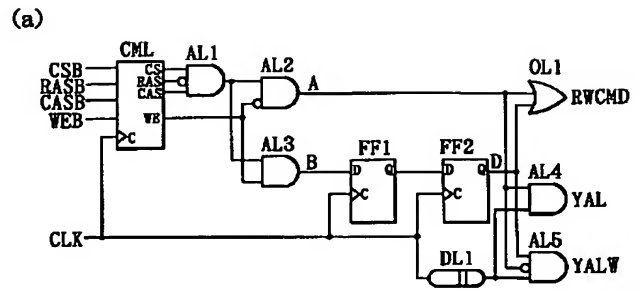 (a)
CML AL1 AL2 OL1
CSB CS A
RASB RAS RWCMD
CASB CAS
WEB WE
C
AL3 FF1 FF2 AL4
B D Q D Q D YAL
C C AL5
CLK DL1 YALW